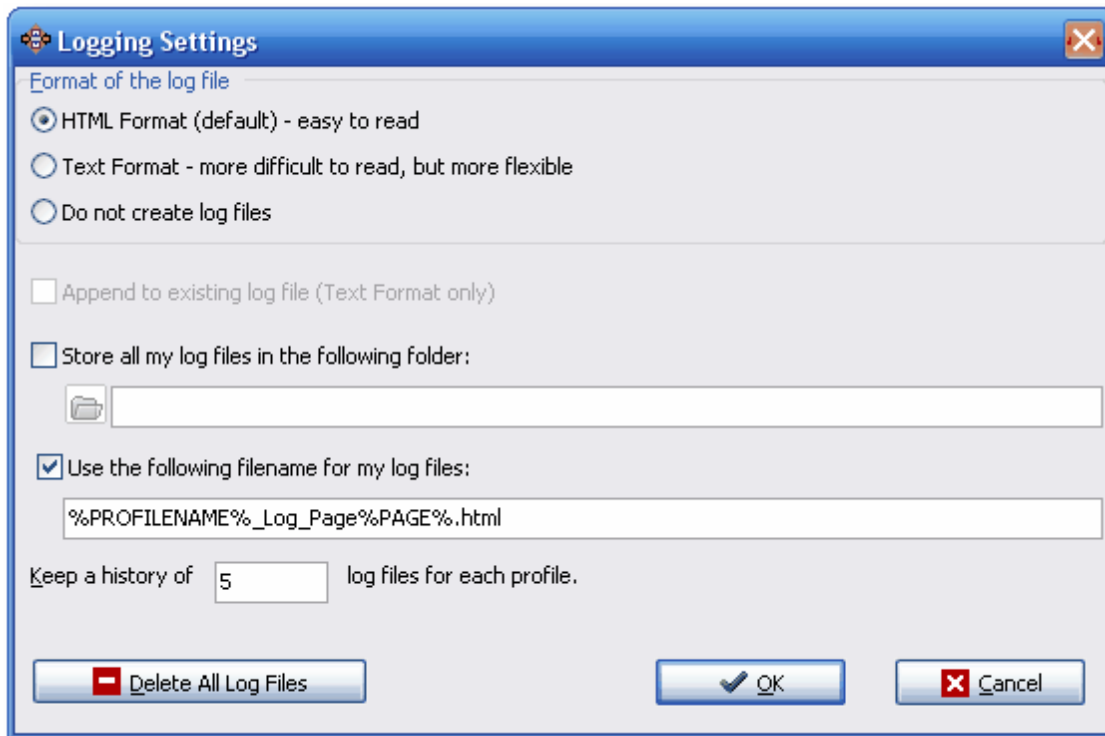 Logging Settings
Format of the log file
HTML Format (default) - easy to read
Text Format - more difficult to read, but more flexible
Do not create log files
Append to existing log file (Text Format only)
Store all my log files in the following folder:
Use the following filename for my log files:
%PROFILENAME%_Log_Page%PAGE%.html
Keep a history of 5 log files for each profile.
Delete All Log Files OK Cancel